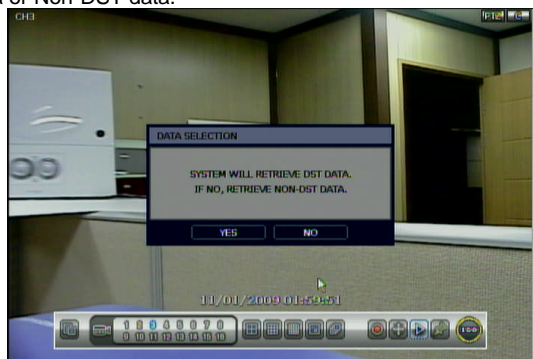 a or Non-DST data.
CH3
PTZ
DATA SELECTION
SYSTEM WILL RETRIEVE DST DATA.
IF NO, RETRIEVE NON-DST DATA.
YES NO
11/01/2009 01:59:51
1 2 3 4 5 6 7 8
9 10 11 12 13 14 15 16